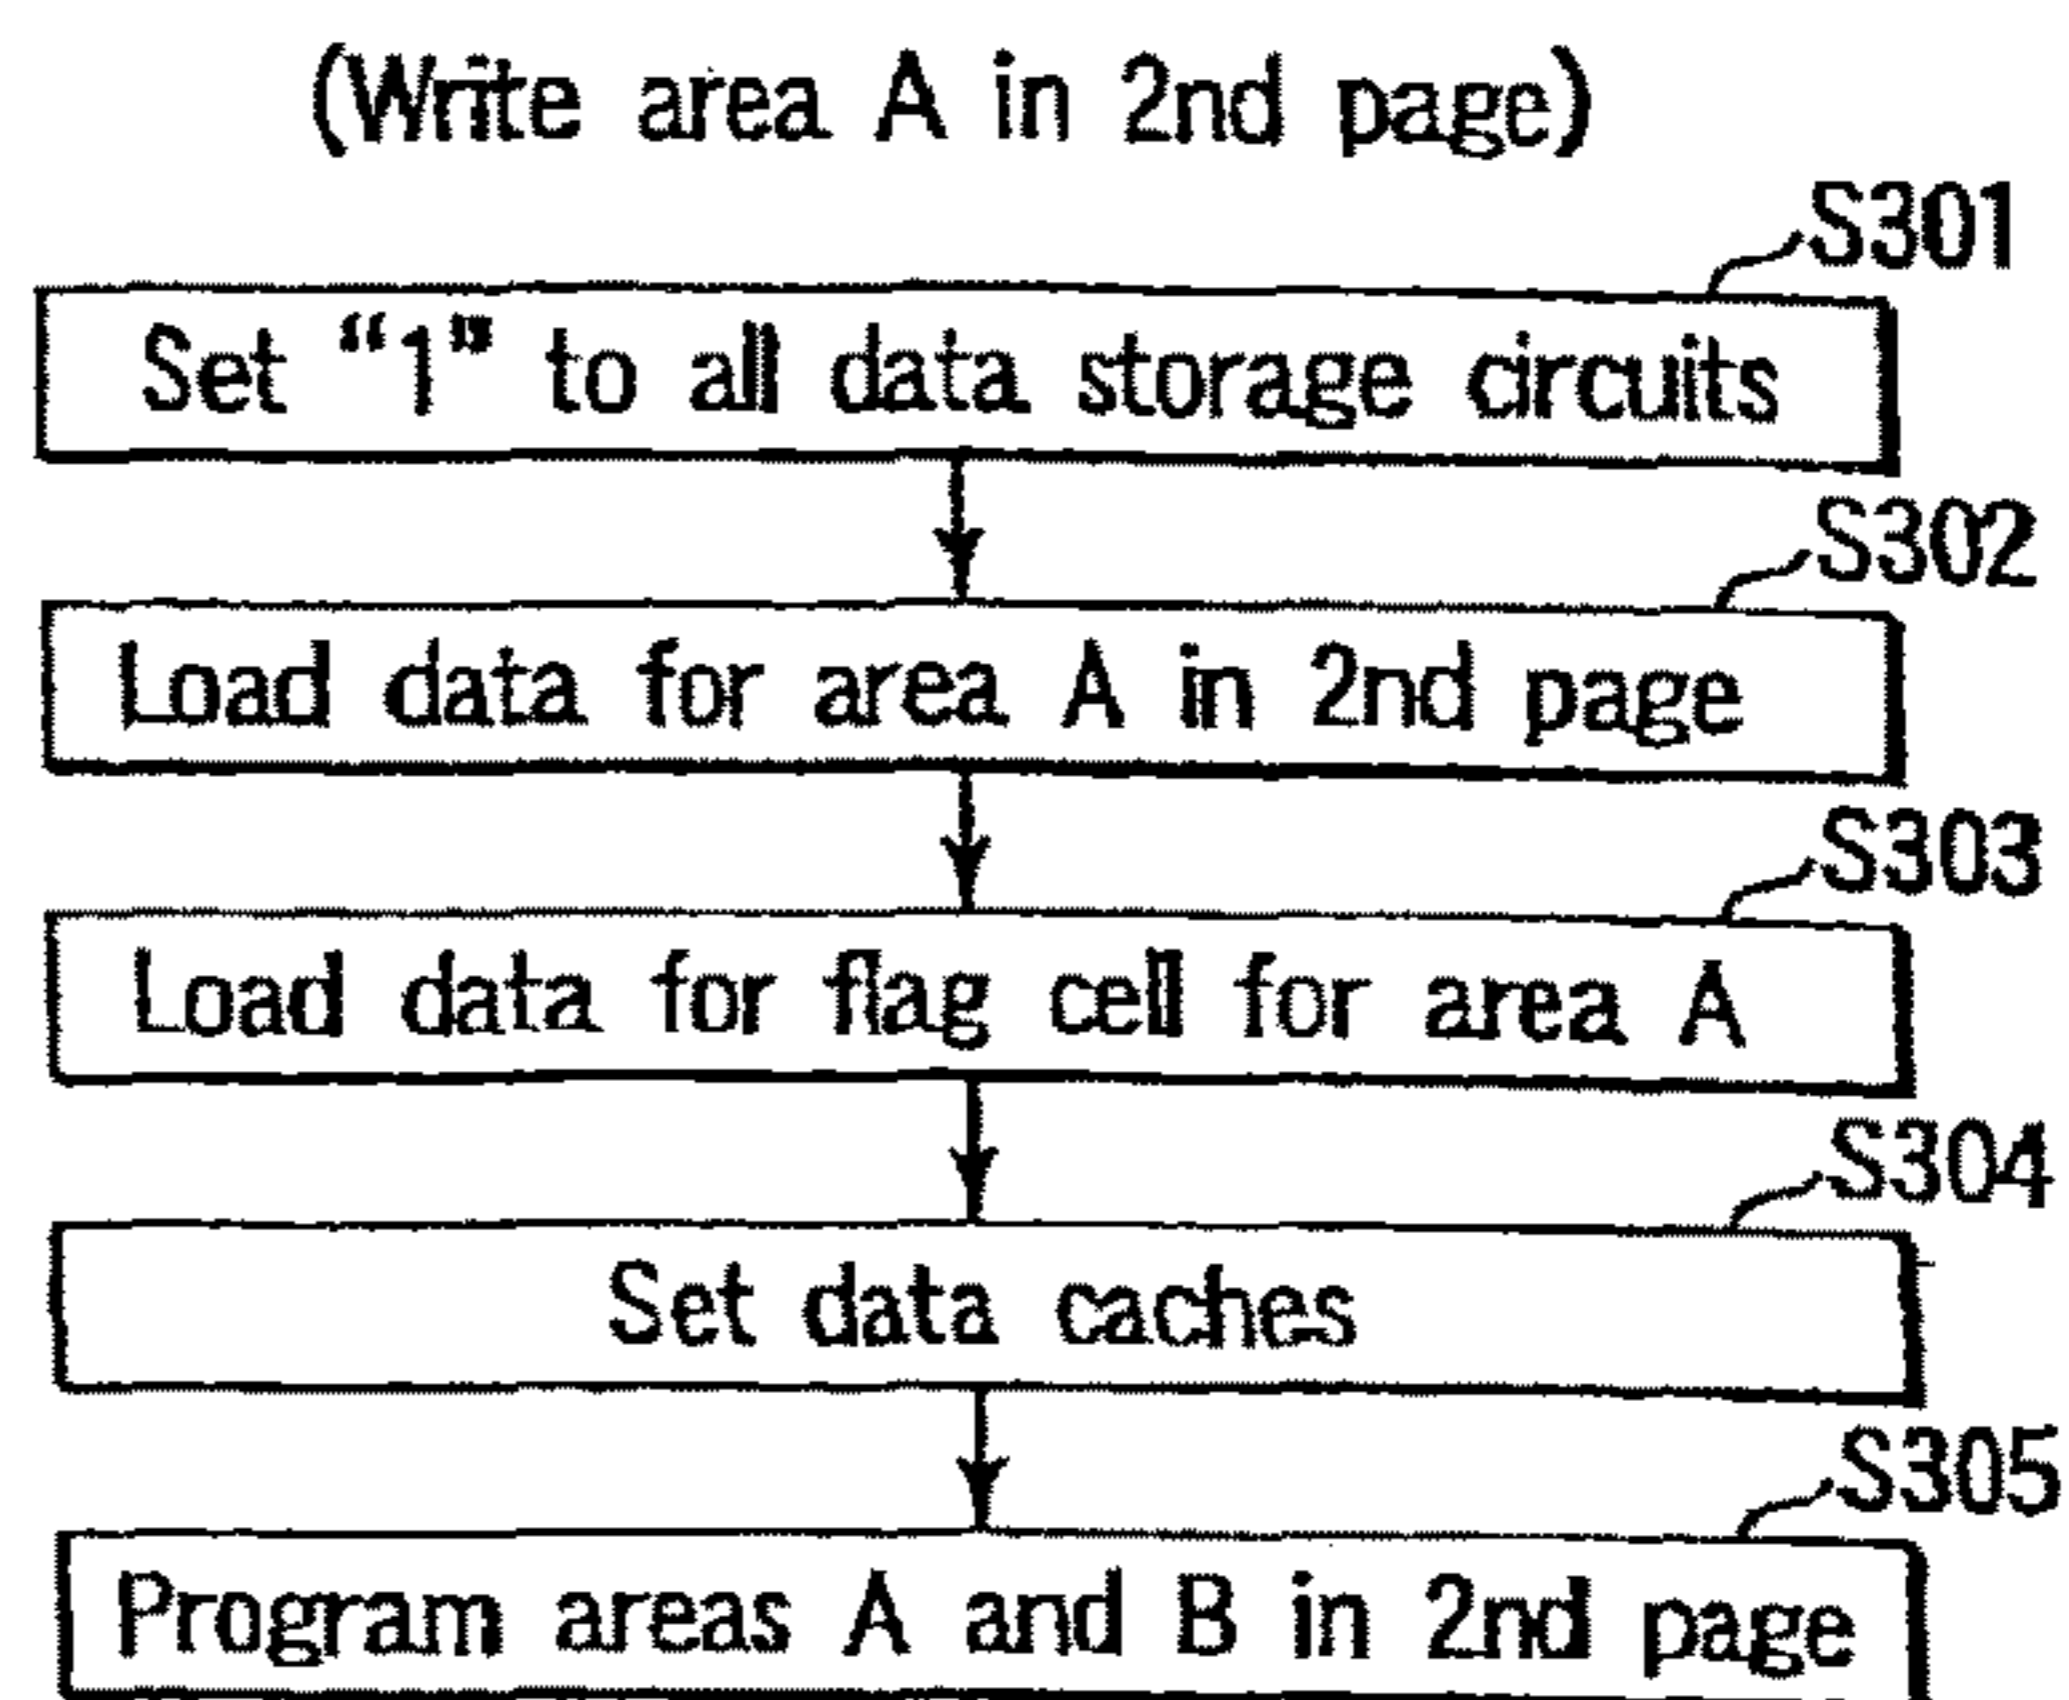 (Write area A in 2nd page)
S301
Set “1” to all data storage circuits
S302
Load data for area A in 2nd page
S303
Load data for flag cell for area A
S304
Set data caches
S305
Program areas A and B in 2nd page